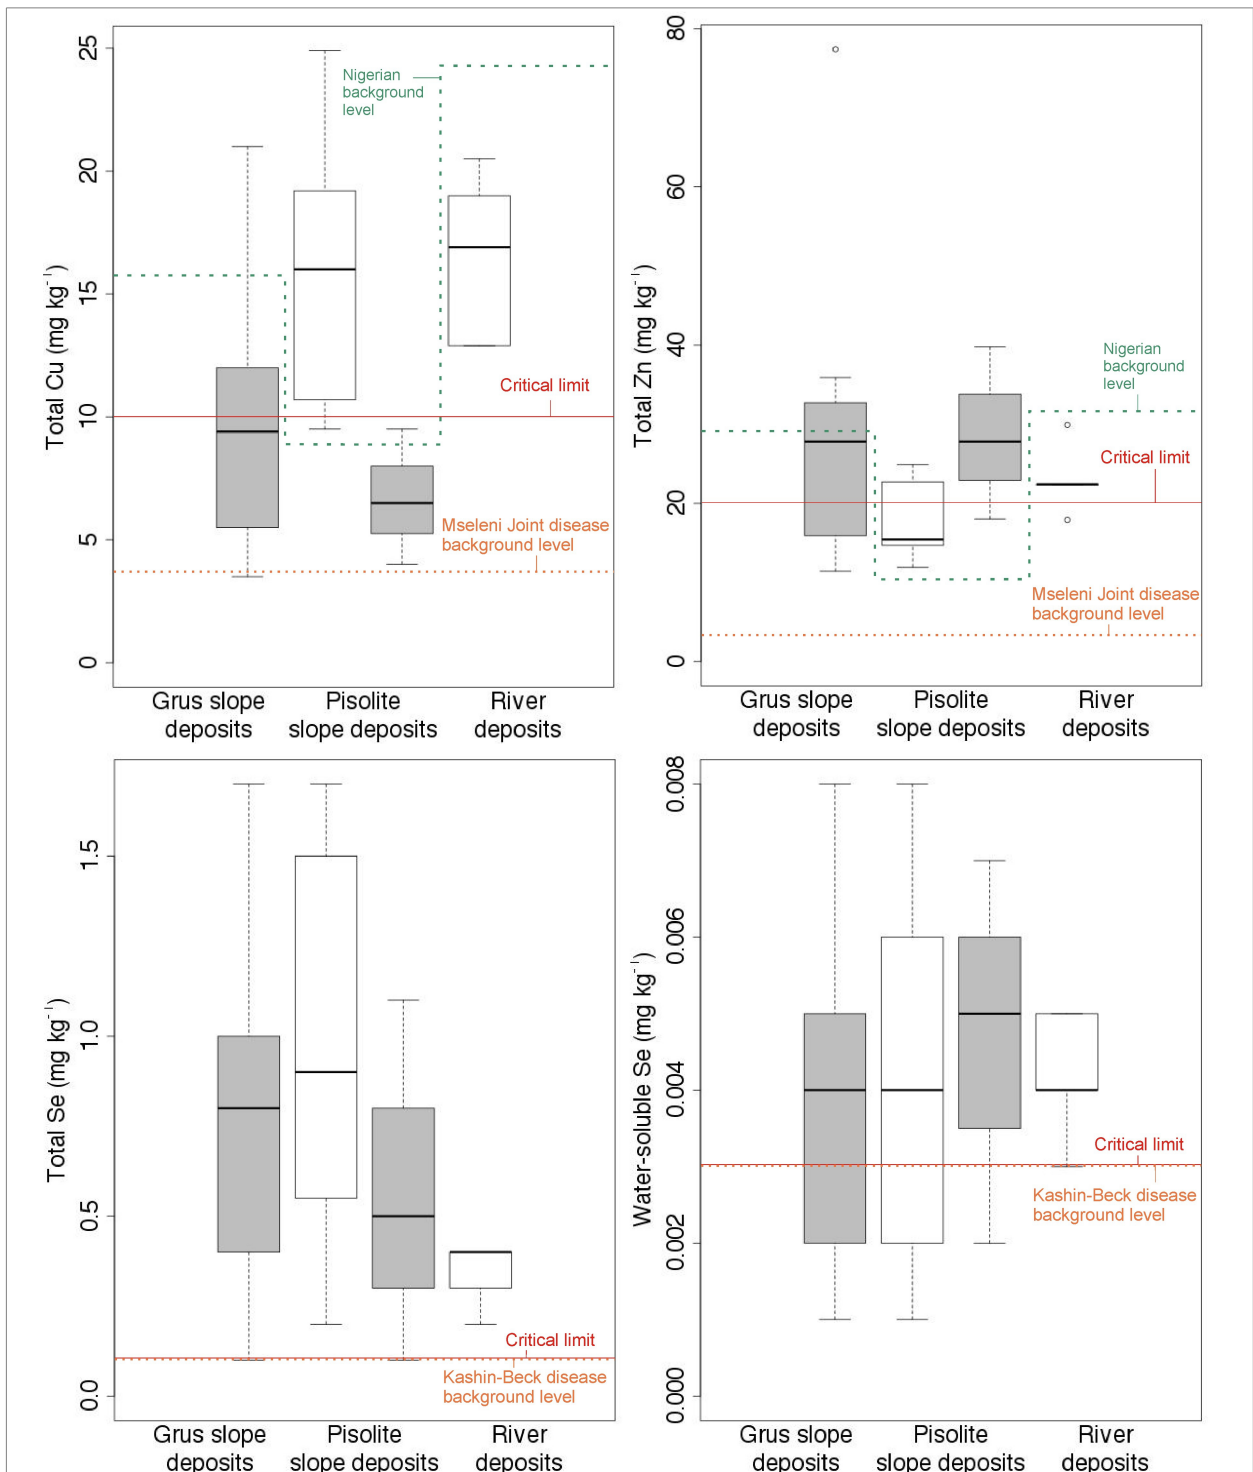 Total Cu (mg kg⁻¹)
25
20
15
10
5
0
Nigerian
background
level
Critical limit
Mseleni Joint disease
background level
Grus slope
deposits
Pisolite
slope deposits
River
deposits
Total Zn (mg kg⁻¹)
80
60
40
20
0
Nigerian
background
level
Critical limit
Mseleni Joint disease
background level
Grus slope
deposits
Pisolite
slope deposits
River
deposits
Total Se (mg kg⁻¹)
1.5
1.0
0.5
0.0
Critical limit
Kashin-Beck disease
background level
Grus slope
deposits
Pisolite
slope deposits
River
deposits
Water-soluble Se (mg kg⁻¹)
0.008
0.006
0.004
0.002
0.000
Critical limit
Kashin-Beck disease
background level
Grus slope
deposits
Pisolite
slope deposits
River
deposits